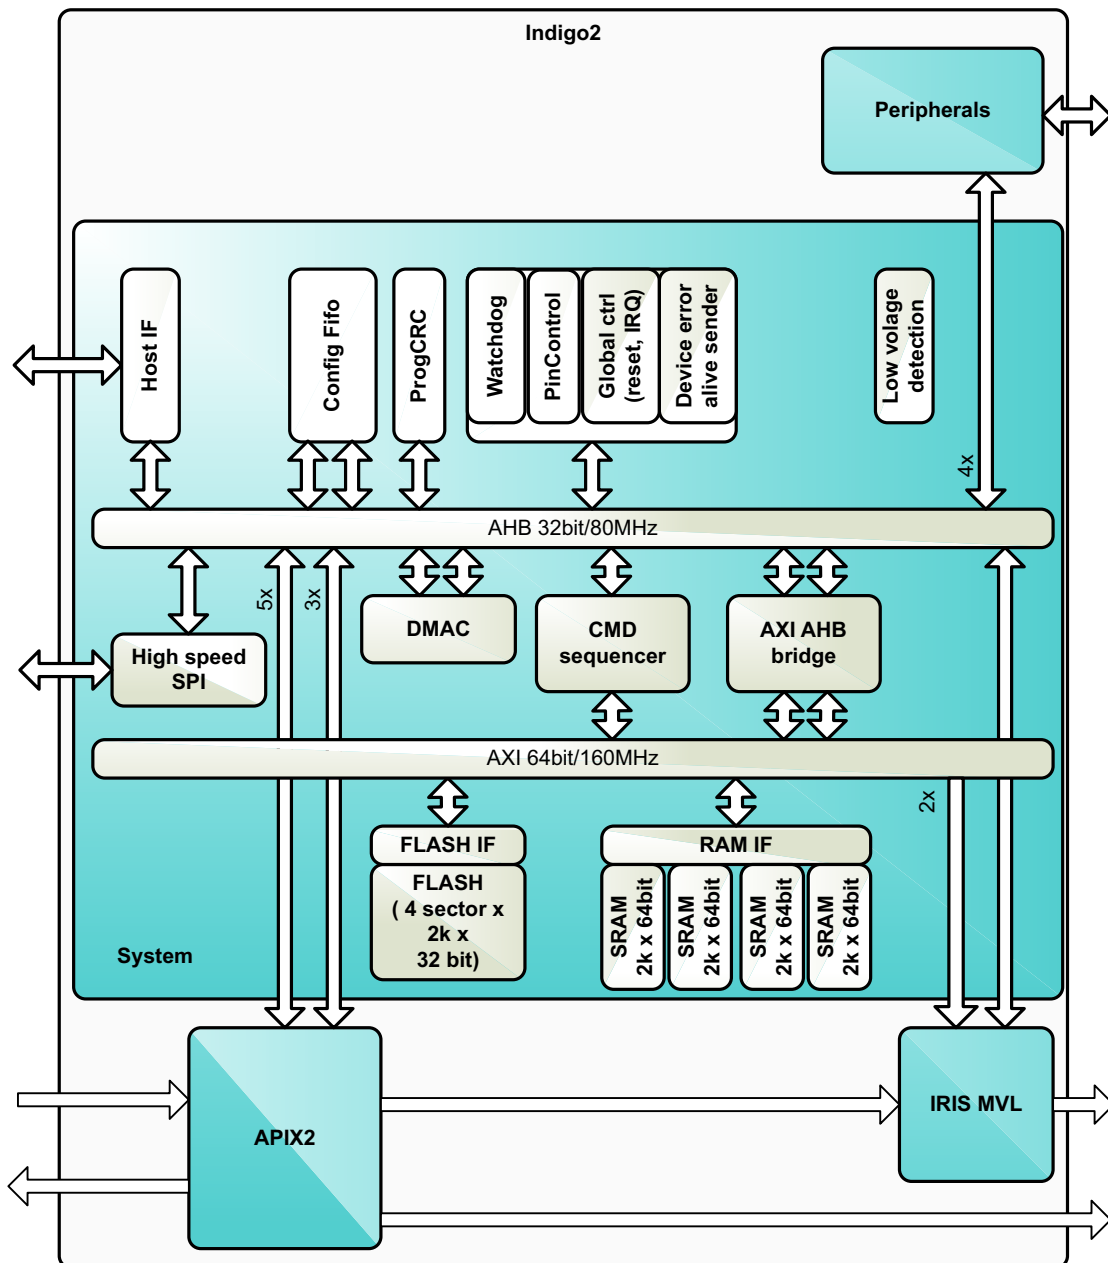 Indigo2
Peripherals
Host IF
Config Fifo
ProgCRC
Watchdog
PinControl
Global ctrl
(reset, IRQ)
Device error
alive sender
Low volage
detection
4x
AHB 32bit/80MHz
5x
3x
DMAC
CMD
sequencer
AXI AHB
bridge
High speed
SPI
AXI 64bit/160MHz
2x
FLASH IF
RAM IF
FLASH
( 4 sector x
2k x
32 bit)
SRAM
2k x 64bit
SRAM
2k x 64bit
SRAM
2k x 64bit
SRAM
2k x 64bit
System
APIX2
IRIS MVL